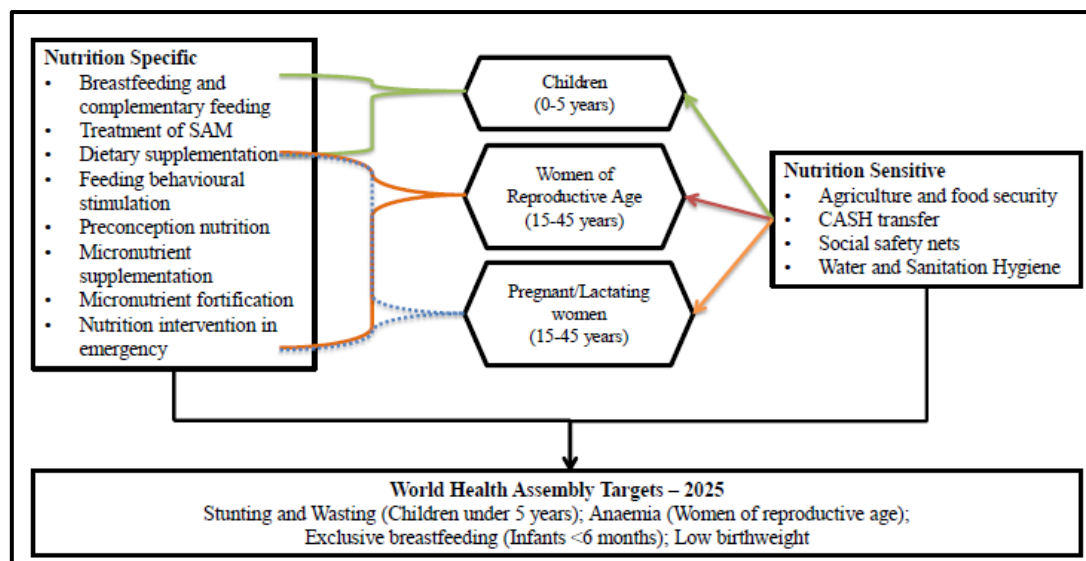 Nutrition Specific
• Breastfeeding and
complementary feeding
• Treatment of SAM
• Dietary supplementation
• Feeding behavioural
stimulation
• Preconception nutrition
• Micronutrient
supplementation
• Micronutrient fortification
• Nutrition intervention in
emergency
Children
(0-5 years)
Women of
Reproductive Age
(15-45 years)
Pregnant/Lactating
women
(15-45 years)
Nutrition Sensitive
• Agriculture and food security
• CASH transfer
• Social safety nets
• Water and Sanitation Hygiene
World Health Assembly Targets – 2025
Stunting and Wasting (Children under 5 years); Anaemia (Women of reproductive age);
Exclusive breastfeeding (Infants <6 months); Low birthweight